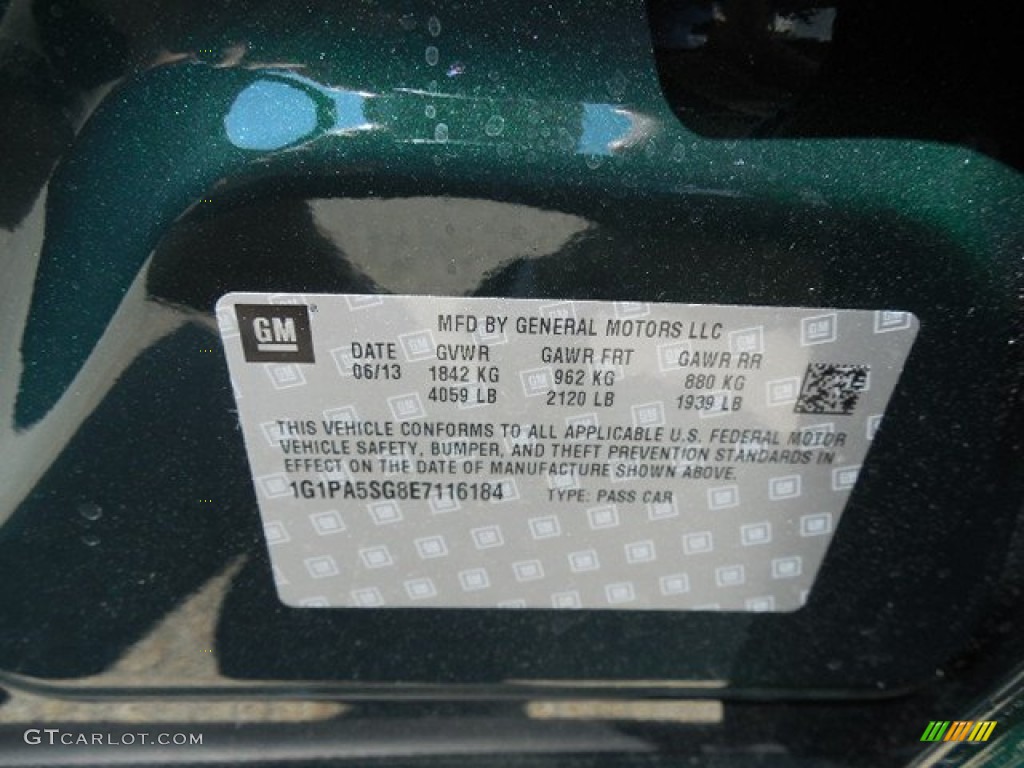 GM
MFD BY GENERAL MOTORS LLC
DATE GVWR GAWR FRT GAWR RR
06/13 1842 KG 962 KG 880 KG
4059 LB 2120 LB 1939 LB
THIS VEHICLE CONFORMS TO ALL APPLICABLE U.S. FEDERAL MOTOR
VEHICLE SAFETY, BUMPER, AND THEFT PREVENTION STANDARDS IN
EFFECT ON THE DATE OF MANUFACTURE SHOWN ABOVE.
1G1PA5SG8E7116184 TYPE: PASS CAR
GTCARLOT.COM